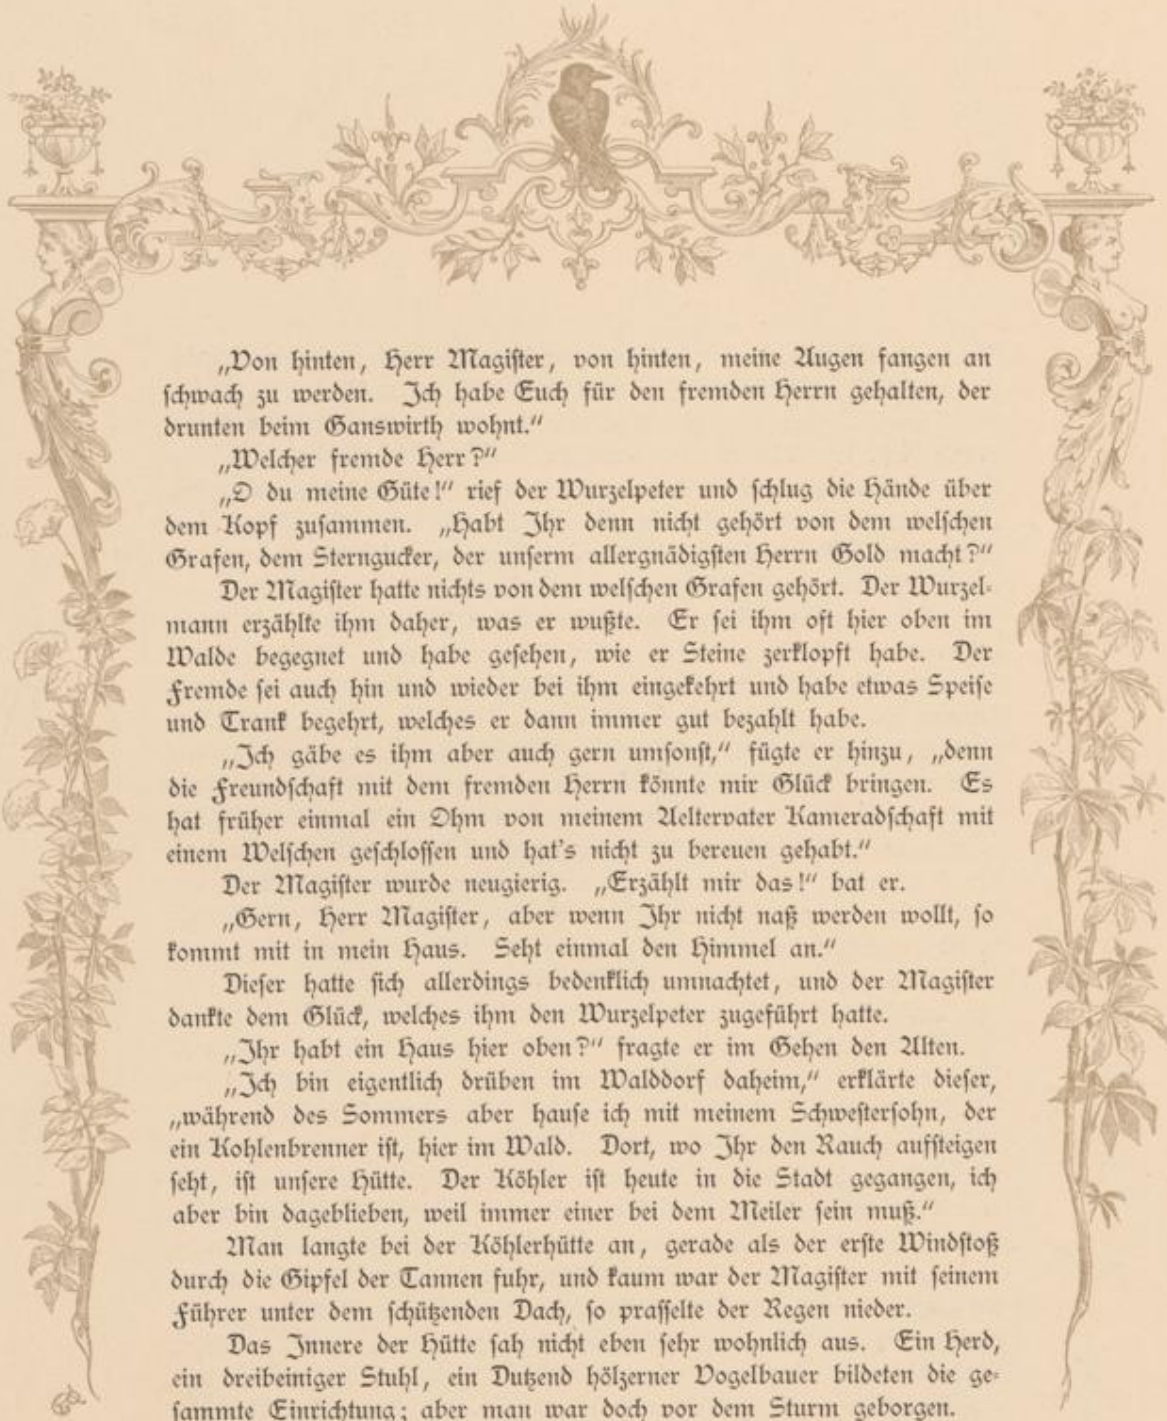 „Von hinten, Herr Magister, von hinten, meine Augen fangen an
schwach zu werden. Ich habe Euch für den fremden Herrn gehalten, der
drunten beim Ganswirth wohnt.“
„Welcher fremde Herr?“
„O du meine Güte!“ rief der Wurzelpeter und schlug die Hände über
dem Kopf zusammen. „Habt Ihr denn nicht gehört von dem welschen
Grafen, dem Sterngucker, der unserm allergnädigsten Herrn Gold macht?“
Der Magister hatte nichts von dem welschen Grafen gehört. Der Wurzel-
mann erzählte ihm daher, was er wußte. Er sei ihm oft hier oben im
Walde begegnet und habe gesehen, wie er Steine zerklopft habe. Der
Fremde sei auch hin und wieder bei ihm eingekehrt und habe etwas Speise
und Trank begehrt, welches er dann immer gut bezahlt habe.
„Ich gäbe es ihm aber auch gern umsonst,“ fügte er hinzu, „denn
die Freundschaft mit dem fremden Herrn könnte mir Glück bringen. Es
hat früher einmal ein Ohm von meinem Aeltervater Kameradschaft mit
einem Welschen geschlossen und hat's nicht zu bereuen gehabt.“
Der Magister wurde neugierig. „Erzählt mir das!“ bat er.
„Gern, Herr Magister, aber wenn Ihr nicht naß werden wollt, so
kommt mit in mein Haus. Seht einmal den Himmel an.“
Dieser hatte sich allerdings bedenklich umnachtet, und der Magister
dankte dem Glück, welches ihm den Wurzelpeter zugeführt hatte.
„Ihr habt ein Haus hier oben?“ fragte er im Gehen den Alten.
„Ich bin eigentlich drüben im Walddorf daheim,“ erklärte dieser,
„während des Sommers aber hause ich mit meinem Schwestersohn, der
ein Kohlenbrenner ist, hier im Wald. Dort, wo Ihr den Rauch aufsteigen
seht, ist unsere Hütte. Der Köhler ist heute in die Stadt gegangen, ich
aber bin dageblieben, weil immer einer bei dem Meiler sein muß.“
Man langte bei der Köhlerhütte an, gerade als der erste Windstoß
durch die Gipfel der Tannen fuhr, und kaum war der Magister mit seinem
Führer unter dem schützenden Dach, so prasselte der Regen nieder.
Das Innere der Hütte sah nicht eben sehr wohnlich aus. Ein Herd,
ein dreibeiniger Stuhl, ein Dutzend hölzerner Vogelbauer bildeten die ge-
sammte Einrichtung; aber man war doch vor dem Sturm geborgen.